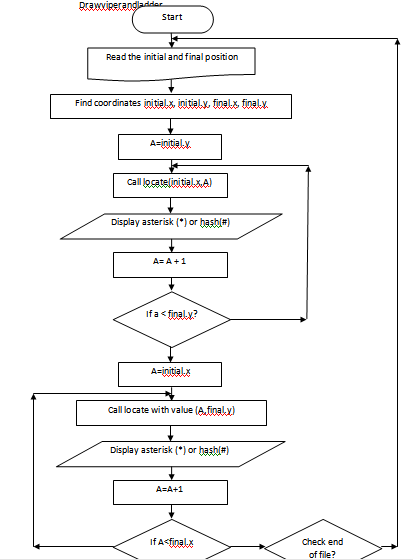 Drawviperandladder
Start
Read the initial and final position
Find coordinates initial.x, initial.y, final.x, final.y
A=initial.y
Call locate(initial.x,A)
Display asterisk (*) or hash(#)
A= A + 1
If a < final.y?
A=initial.x
Call locate with value (A,final.y)
Display asterisk (*) or hash(#)
A=A+1
If A<final.x
Check end
of file?